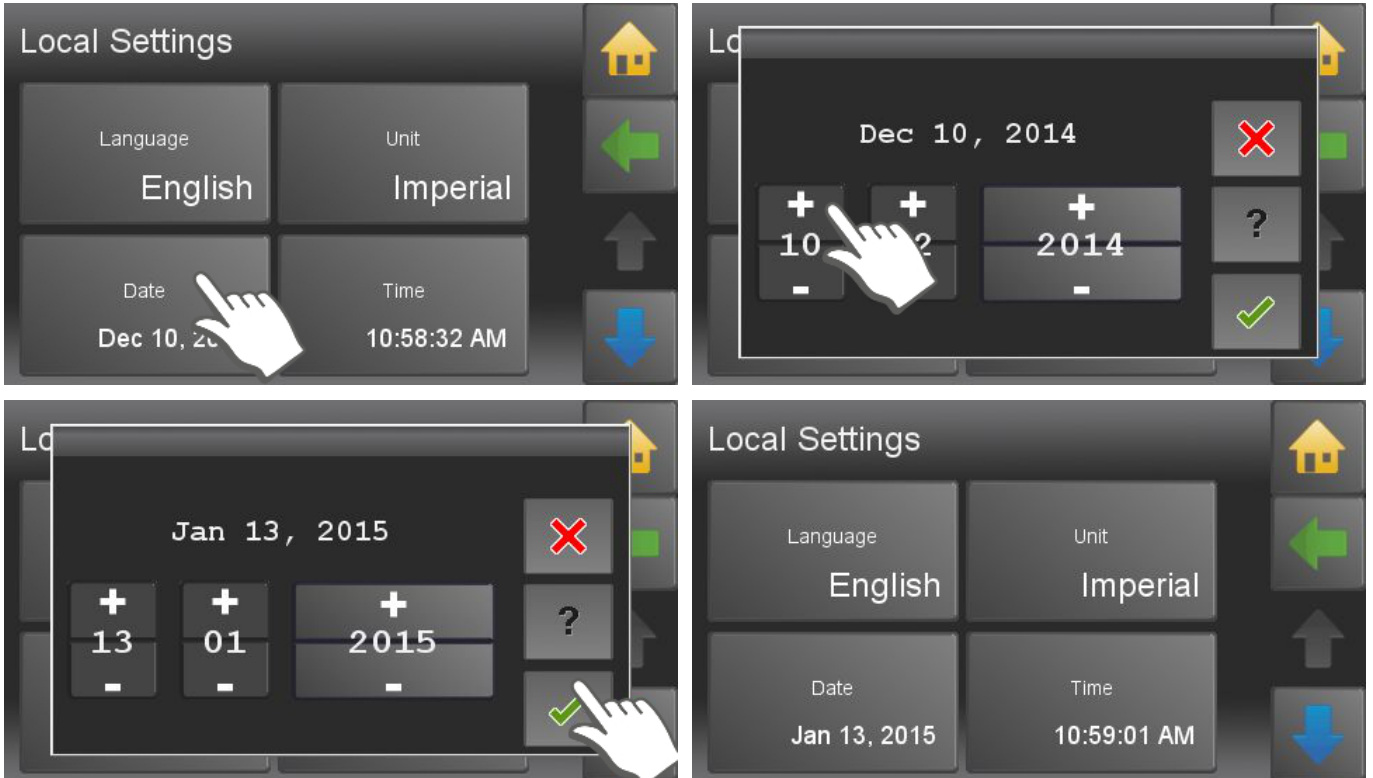 Local Settings
Language
English
Unit
Imperial
Date
Dec 10, 20
Time
10:58:32 AM
Lo
Dec 10, 2014
+ + +
10 2 2014
- -
?
Lo
Jan 13, 2015
+ + +
13 01 2015
- - -
?
Local Settings
Language
English
Unit
Imperial
Date
Jan 13, 2015
Time
10:59:01 AM